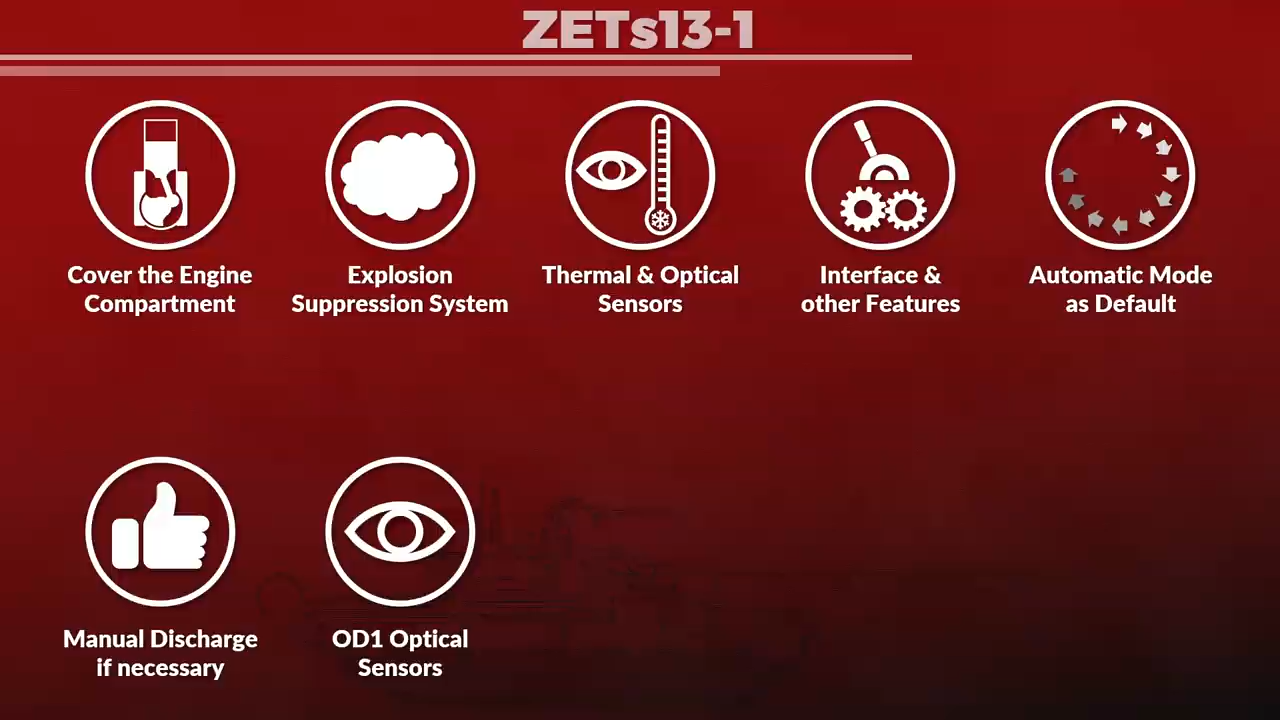 ZETs13-1
Cover the Engine
Compartment
Explosion
Suppression System
Thermal & Optical
Sensors
Interface &
other Features
Automatic Mode
as Default
Manual Discharge
if necessary
OD1 Optical
Sensors